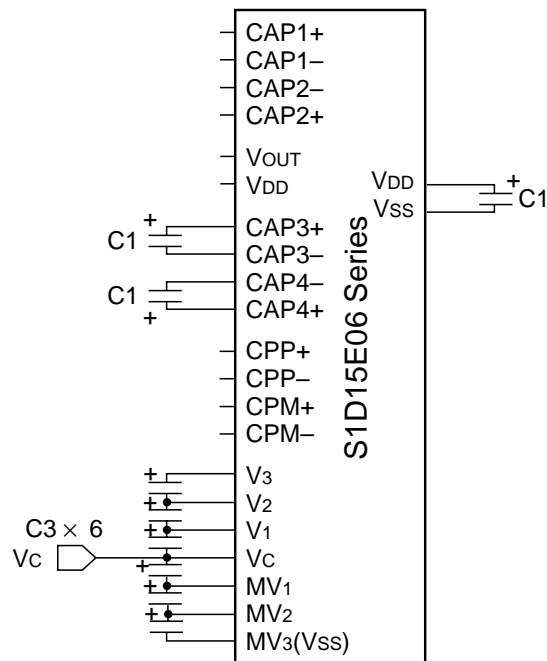 CAP1+
CAP1–
CAP2–
CAP2+
VOUT
VDD
VDD
+
C1
VSS
+
C1
CAP3+
CAP3–
C1
+
CAP4–
CAP4+
CPP+
CPP–
CPM+
CPM–
S1D15E06 Series
+
V3
+
V2
C3 × 6
+
V1
VC
VC
+
MV1
+
MV2
MV3(VSS)